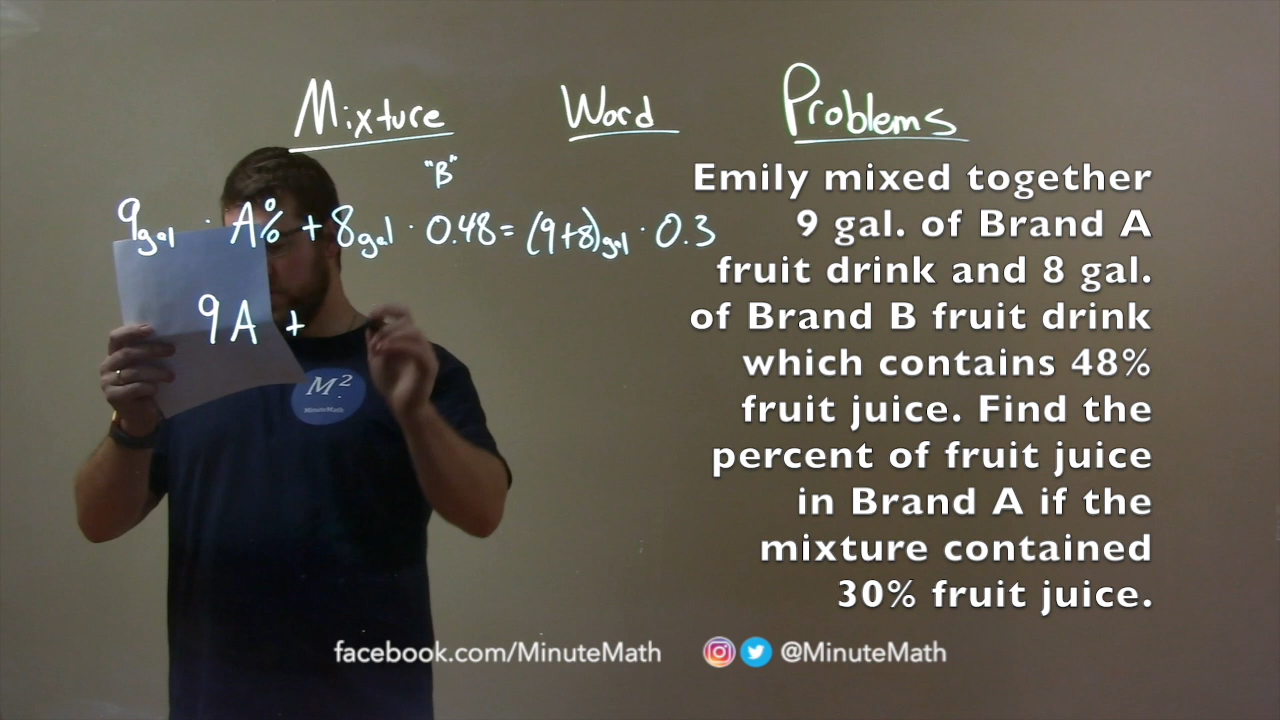 Mixture Word Problems
"B"
9gal · A% + 8gal · 0.48 = (9+8)gal · 0.3
9A +
M²
MinuteMath
Emily mixed together
9 gal. of Brand A
fruit drink and 8 gal.
of Brand B fruit drink
which contains 48%
fruit juice. Find the
percent of fruit juice
in Brand A if the
mixture contained
30% fruit juice.
facebook.com/MinuteMath @MinuteMath